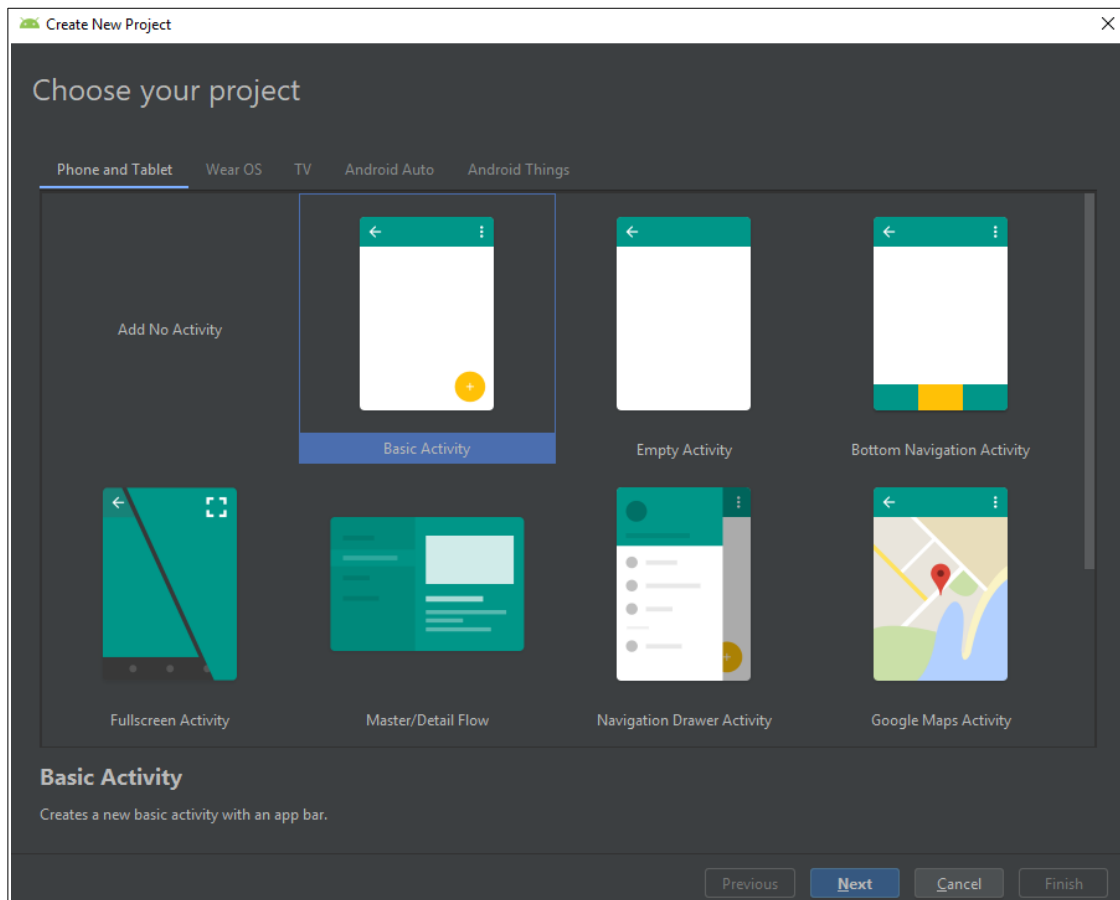 Create New Project
Choose your project
Phone and Tablet Wear OS TV Android Auto Android Things
Add No Activity
Basic Activity Empty Activity Bottom Navigation Activity
Fullscreen Activity Master/Detail Flow Navigation Drawer Activity Google Maps Activity
Basic Activity
Creates a new basic activity with an app bar.
Previous Next Cancel Finish